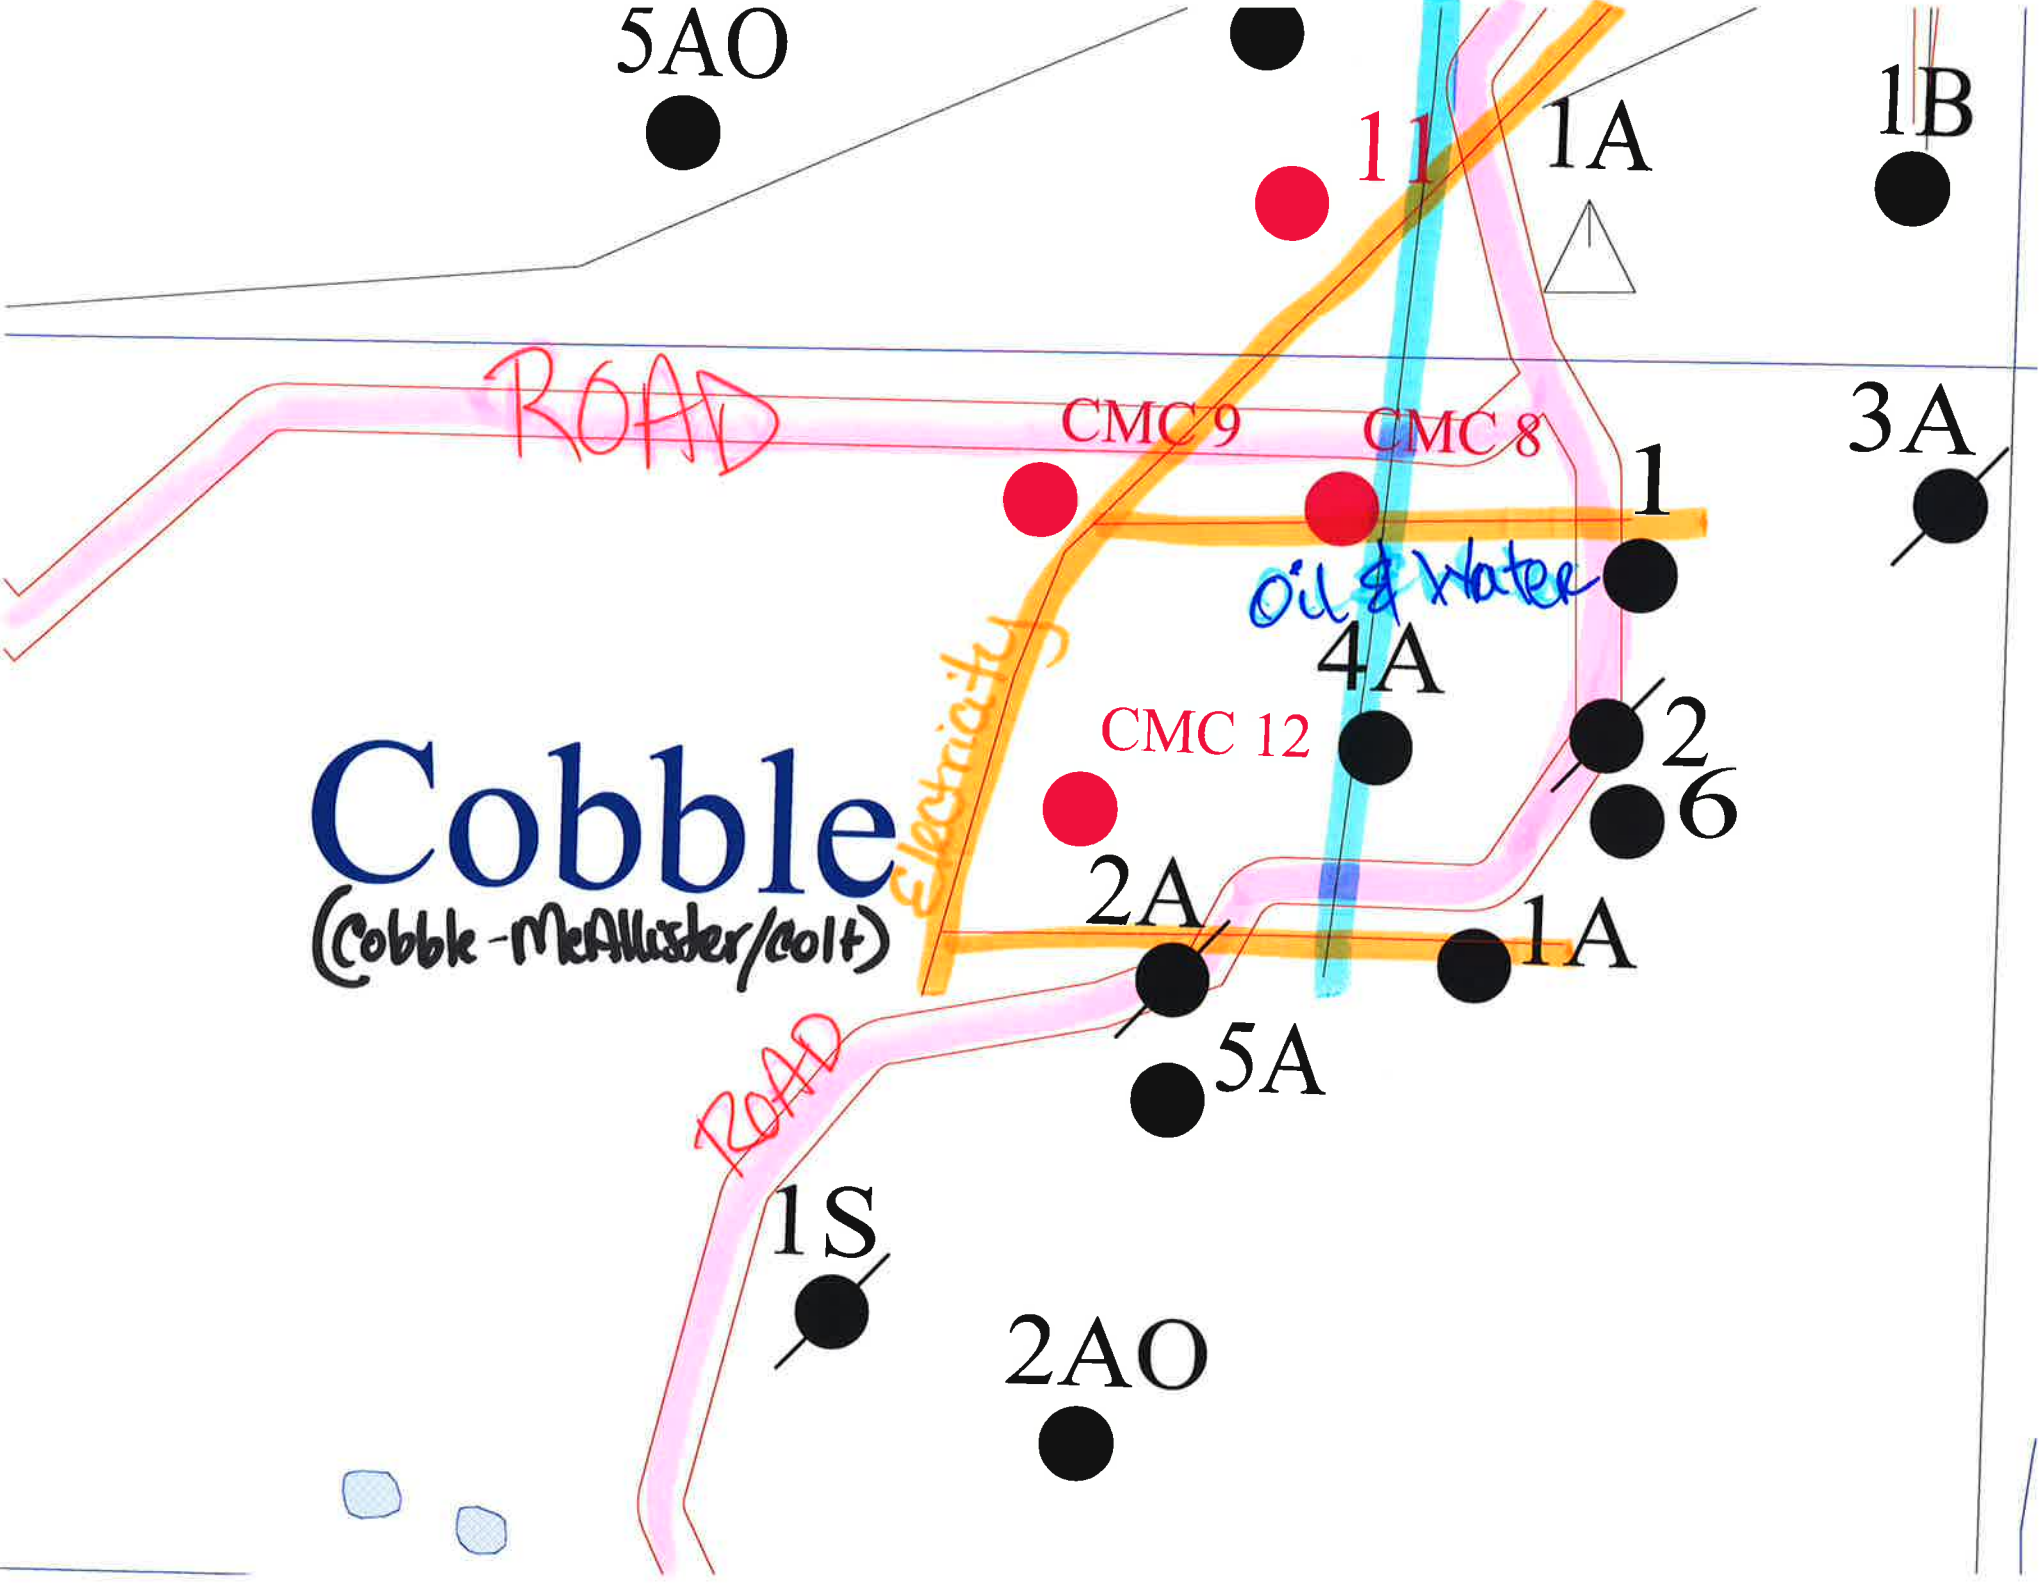 5AO
11
1A
1B
ROAD
CMC 9
CMC 8
3A
1
Oil & Water
4A
Electricity
CMC 12
2
Cobble
6
(Cobble-McAllister/Colt)
2A
1A
ROAD
5A
1S
2AO